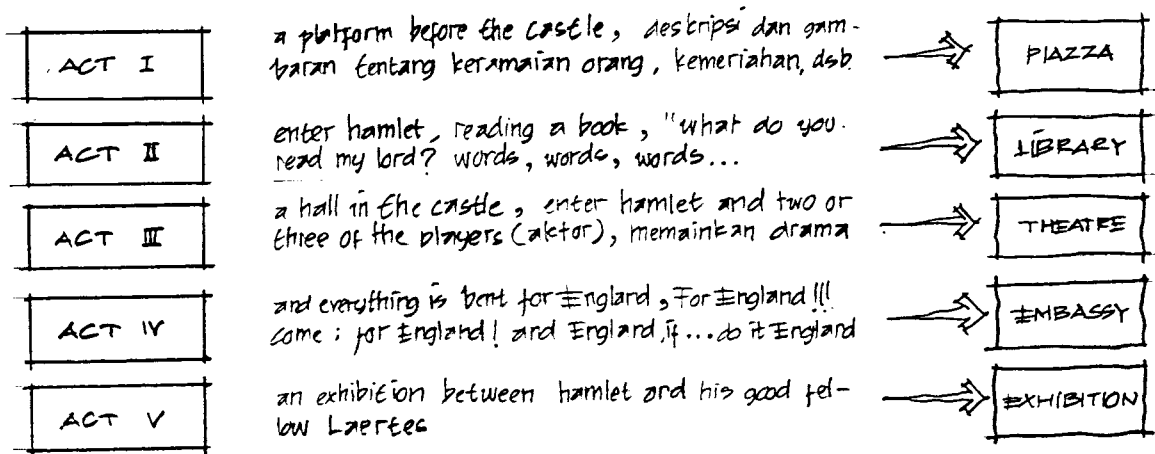 ACT I
a platform before the castle, deskripsi dan gam-
baran tentang keramaian orang, kemeriahan, dsb.
PIAZZA
ACT II
enter hamlet, reading a book, "what do you.
read my lord? words, words, words...
LIBRARY
ACT III
a hall in the castle, enter hamlet and two or
three of the players (aktor), memainkan drama
THEATRE
ACT IV
and everything is bent for England, For England!!!
come; for England! and England, if...do it England
EMBASSY
ACT V
an exhibition between hamlet and his good fel-
low Laertes
EXHIBITION